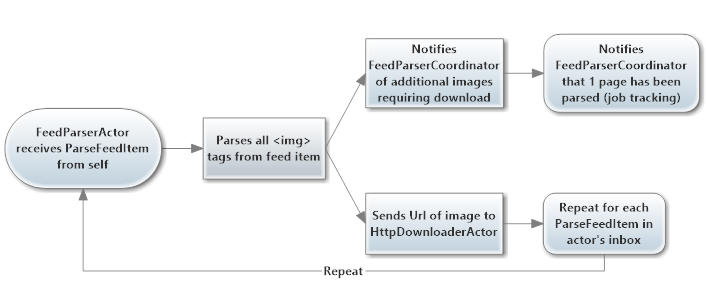 Notifies
FeedParserCoordinator
of additional images
requiring download
Notifies
FeedParserCoordinator
that 1 page has been
parsed (job tracking)
FeedParserActor
receives ParseFeedItem
from self
Parses all <img>
tags from feed item
Sends Url of image to
HttpDownloaderActor
Repeat for each
ParseFeedItem in
actor's inbox
Repeat